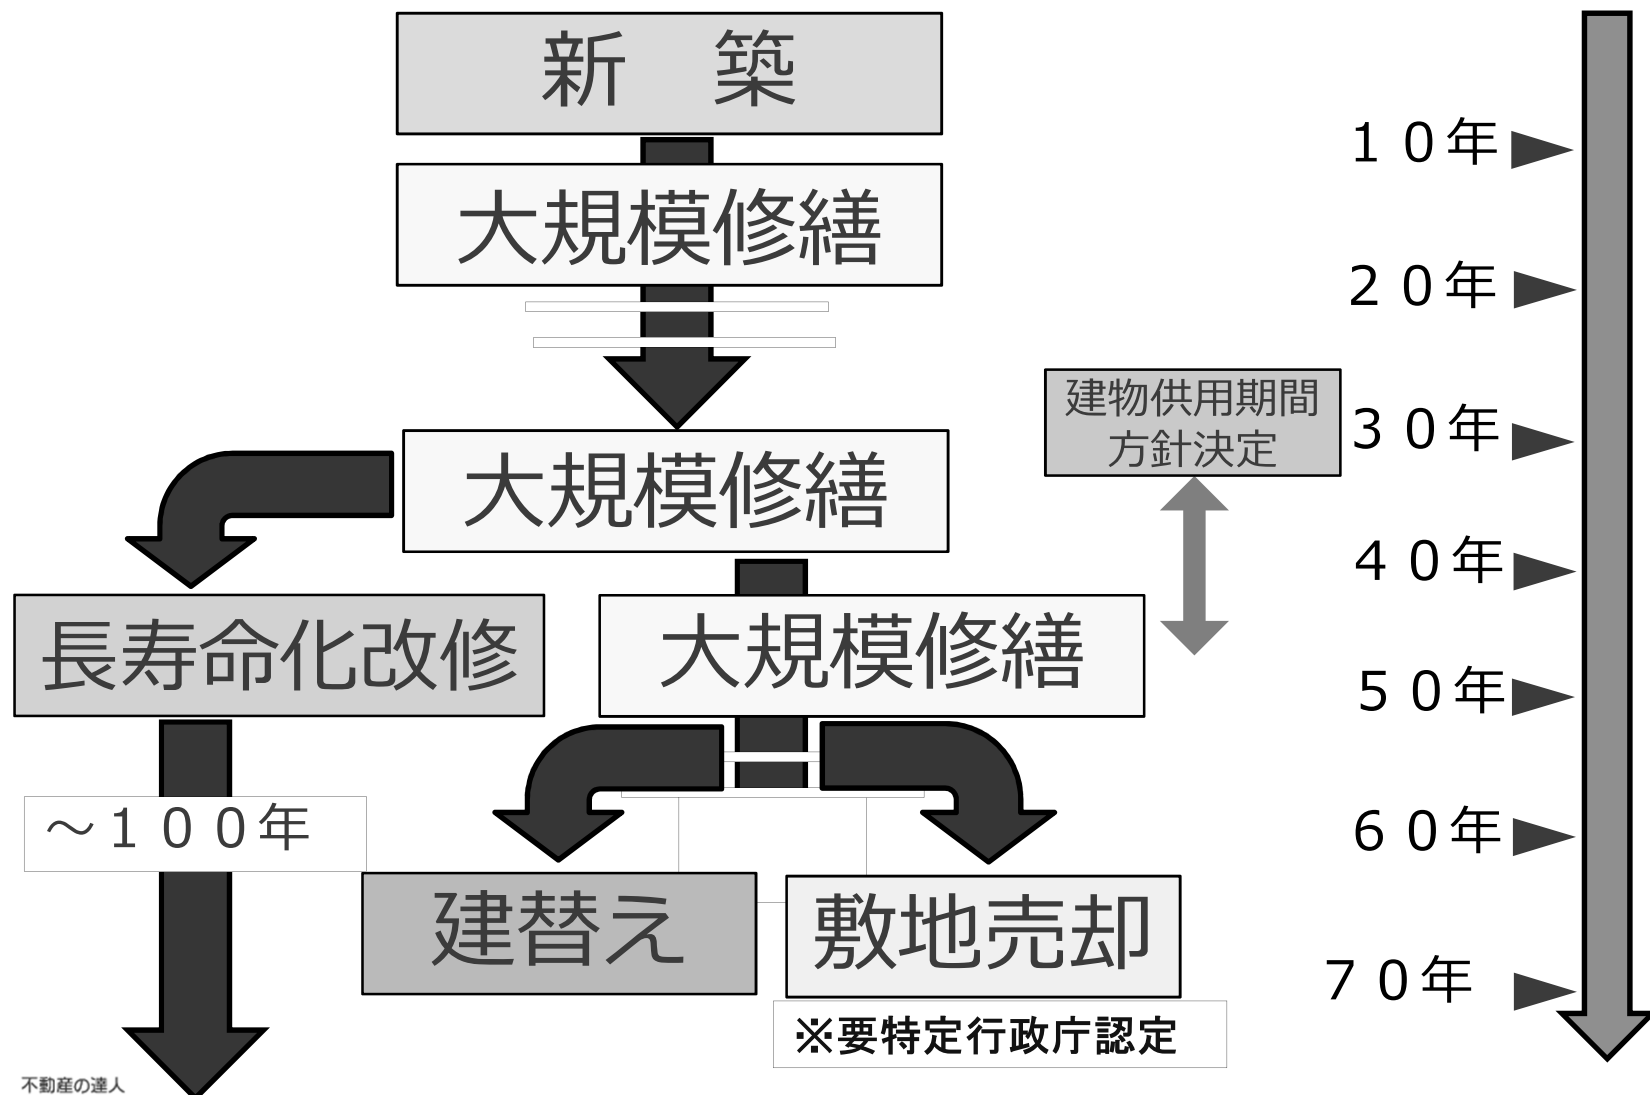 新　築
１０年
大規模修繕
２０年
建物供用期間
方針決定
３０年
大規模修繕
４０年
長寿命化改修
大規模修繕
５０年
～１００年
６０年
建替え
敷地売却
７０年
※要特定行政庁認定
不動産の達人